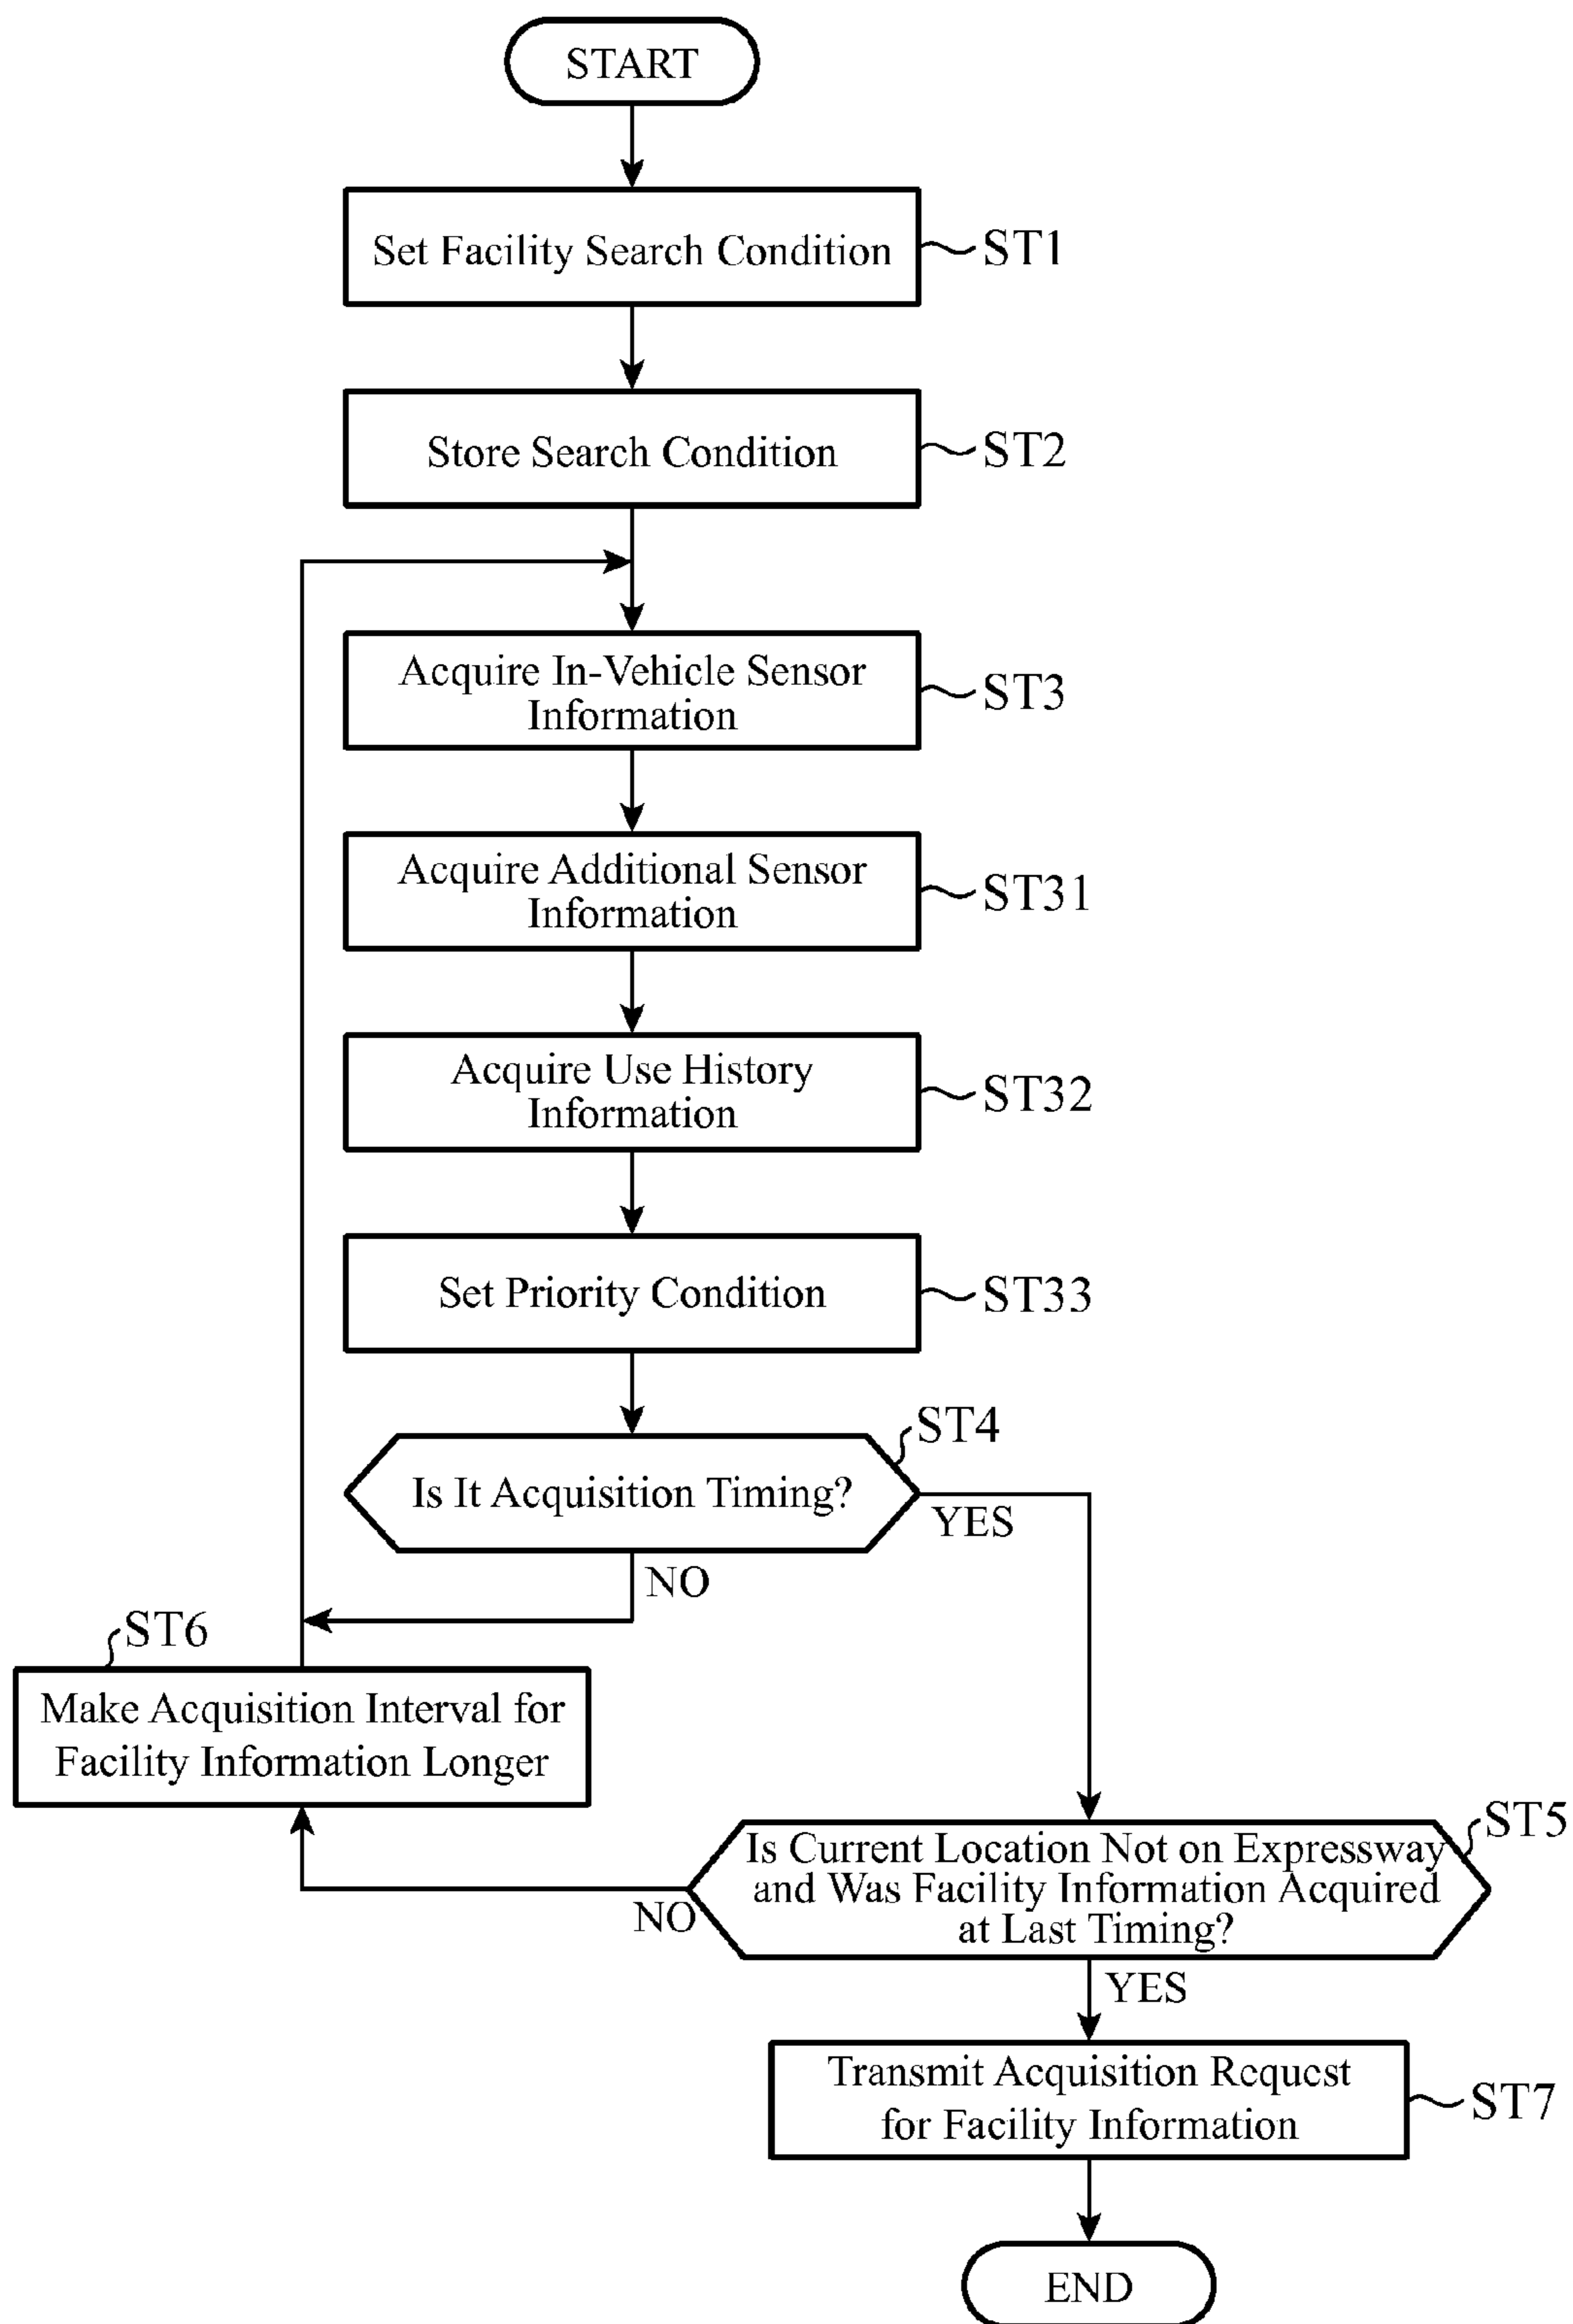 START
Set Facility Search Condition
ST1
Store Search Condition
ST2
Acquire In-Vehicle Sensor
Information
ST3
Acquire Additional Sensor
Information
ST31
Acquire Use History
Information
ST32
Set Priority Condition
ST33
ST4
Is It Acquisition Timing?
YES
NO
ST6
Make Acquisition Interval for
Facility Information Longer
ST5
Is Current Location Not on Expressway
and Was Facility Information Acquired
at Last Timing?
NO
YES
Transmit Acquisition Request
for Facility Information
ST7
END